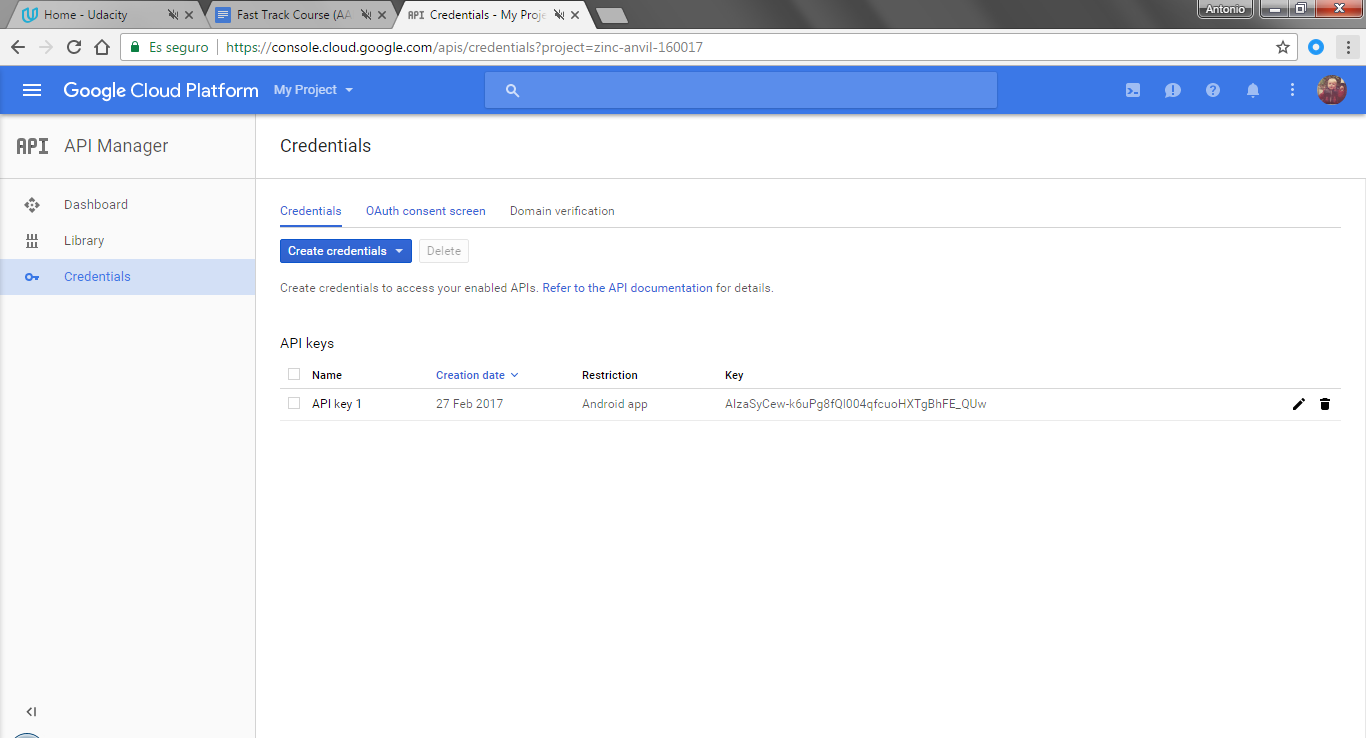 Home - Udacity
Fast Track Course (AA
API Credentials - My Proje
Antonio
Es seguro
https://console.cloud.google.com/apis/credentials?project=zinc-anvil-160017
Google Cloud Platform
My Project
API API Manager
Credentials
Dashboard
Library
Credentials
Credentials
OAuth consent screen
Domain verification
Create credentials
Delete
Create credentials to access your enabled APIs. Refer to the API documentation for details.
API keys
Name Creation date Restriction Key
API key 1 27 Feb 2017 Android app AIzaSyCew-k6uPg8fQI004qfcuoHXTgBhFE_QUw